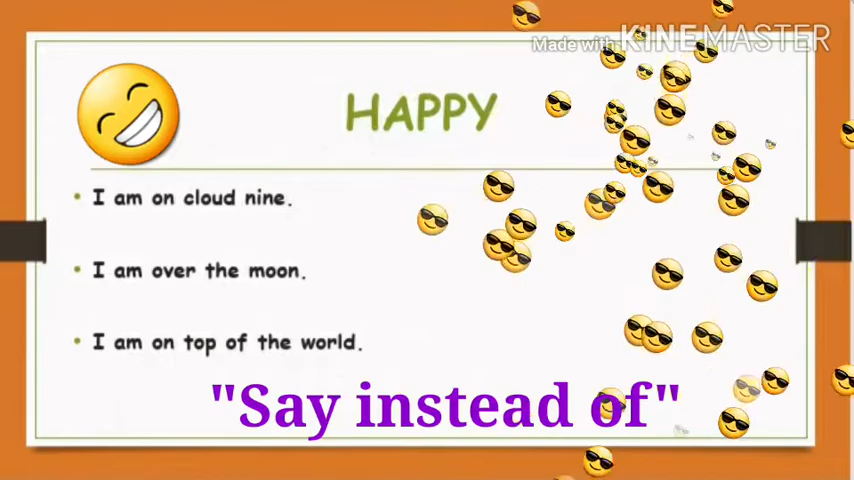 Made with KINEMASTER
HAPPY
• I am on cloud nine.
• I am over the moon.
• I am on top of the world.
"Say instead of"